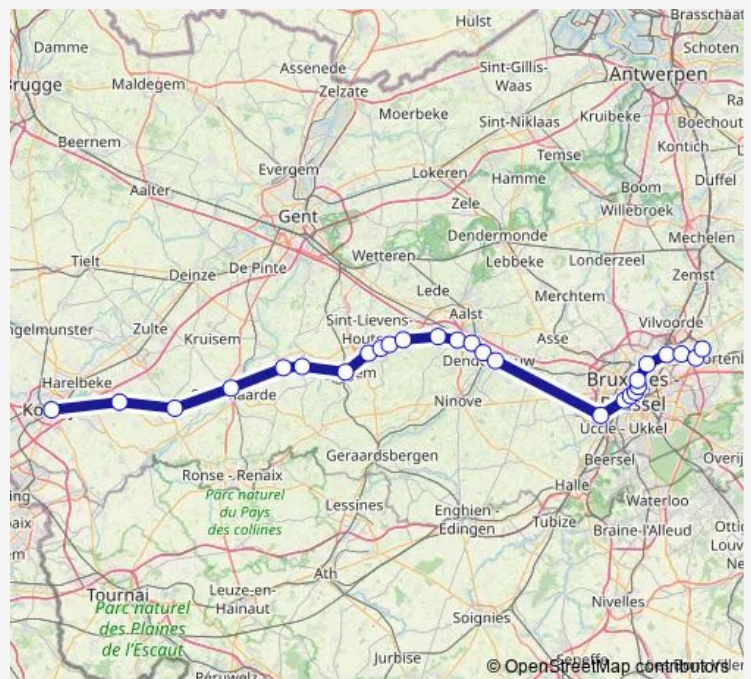 Hulst
Brasschaat
Damme
Schoten
Assenede
Sint-Gillis-
Waas
Antwerpen
Maldegem
Zelzate
Moerbeke
Kruibeke
Sint-Niklaas
Boechout
Beernem
Kontich
Temse
Evergem
Lokeren
Hamme
Duffel
Aalter
Boom
Zele
Willebroek
Gent
Dendermonde
Mechelen
Wetteren
Lebbeke
Londerzeel
Tielt
De Pinte
Deinze
Zemst
Lede
Merchtem
Sint-Lievens-
Aalst
Vilvoorde
Zulte
Kruisem
Asse
Harelbeke
Ninove
Uccle - Ukkel
Geraardsbergen
Beersel
Ronse - Renaix
Halle
Parc naturel
du Pays
des collines
Lessines
Enghien -
Edingen
Waterloo
Tubize
Braine-l'Alleud
Ath
Tournai
Leuze-en-
Hainaut
Parc naturel
des Plaines
de l'Escaut
Nivelles
Soignies
Jurbise
© OpenStreetMap contributors